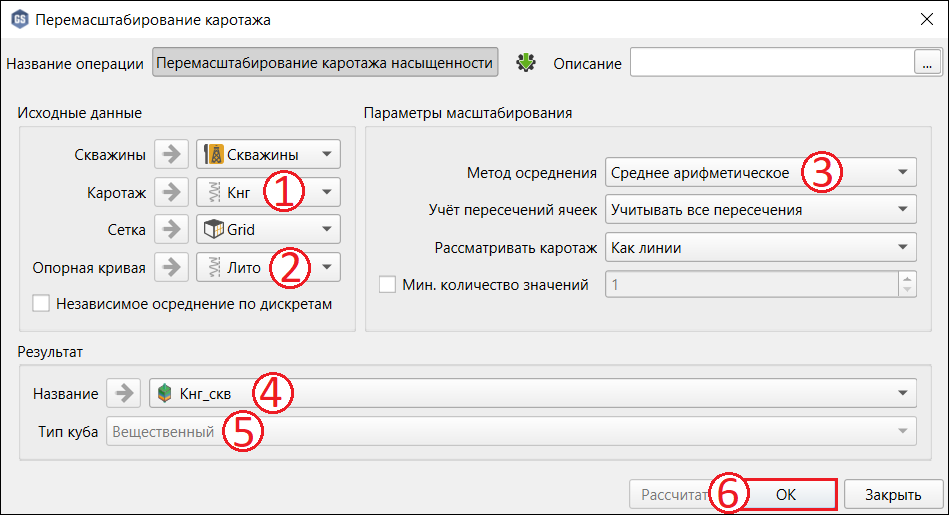 GS Перемасштабирование каротажа
Название операции Перемасштабирование каротажа насыщенности Описание ...
Исходные данные
Скважины Скважины
Каротаж Кнг 1
Сетка Grid
Опорная кривая Лито 2
Независимое осреднение по дискретам
Параметры масштабирования
Метод осреднения Среднее арифметическое 3
Учёт пересечений ячеек Учитывать все пересечения
Рассматривать каротаж Как линии
Мин. количество значений 1
Результат
Название Кнг_скв 4
Тип куба Вещественный 5
Рассчитат 6 ОК Закрыть